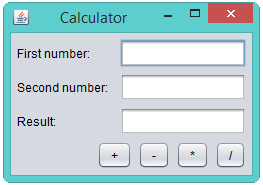 Calculator
First number:
Second number:
Result:
+ - * /